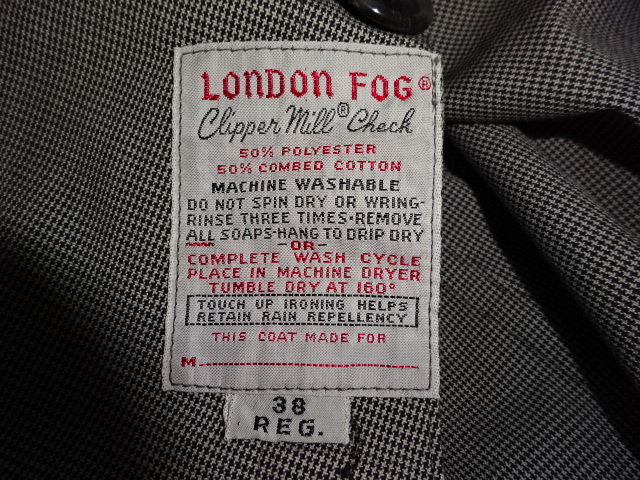 LONDON FOG®
Clipper Mill® Check
50% POLYESTER
50% COMBED COTTON
MACHINE WASHABLE
DO NOT SPIN DRY OR WRING-
RINSE THREE TIMES-REMOVE
ALL SOAPS-HANG TO DRIP DRY
-OR-
COMPLETE WASH CYCLE
PLACE IN MACHINE DRYER
TUMBLE DRY AT 160°
TOUCH UP IRONING HELPS
RETAIN RAIN REPELLENCY
THIS COAT MADE FOR
M
38
REG.